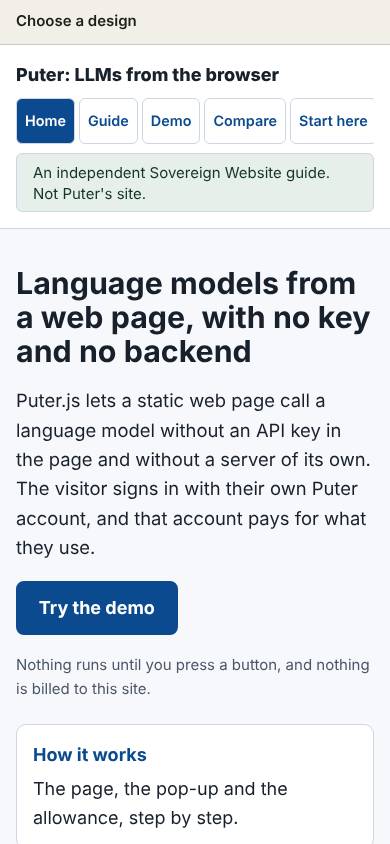 Choose a design
Puter: LLMs from the browser
Home
Guide
Demo
Compare
Start here
An independent Sovereign Website guide.
Not Puter's site.
Language models from
a web page, with no key
and no backend
Puter.js lets a static web page call a
language model without an API key in
the page and without a server of its own.
The visitor signs in with their own Puter
account, and that account pays for what
they use.
Try the demo
Nothing runs until you press a button, and nothing
is billed to this site.
How it works
The page, the pop-up and the
allowance, step by step.